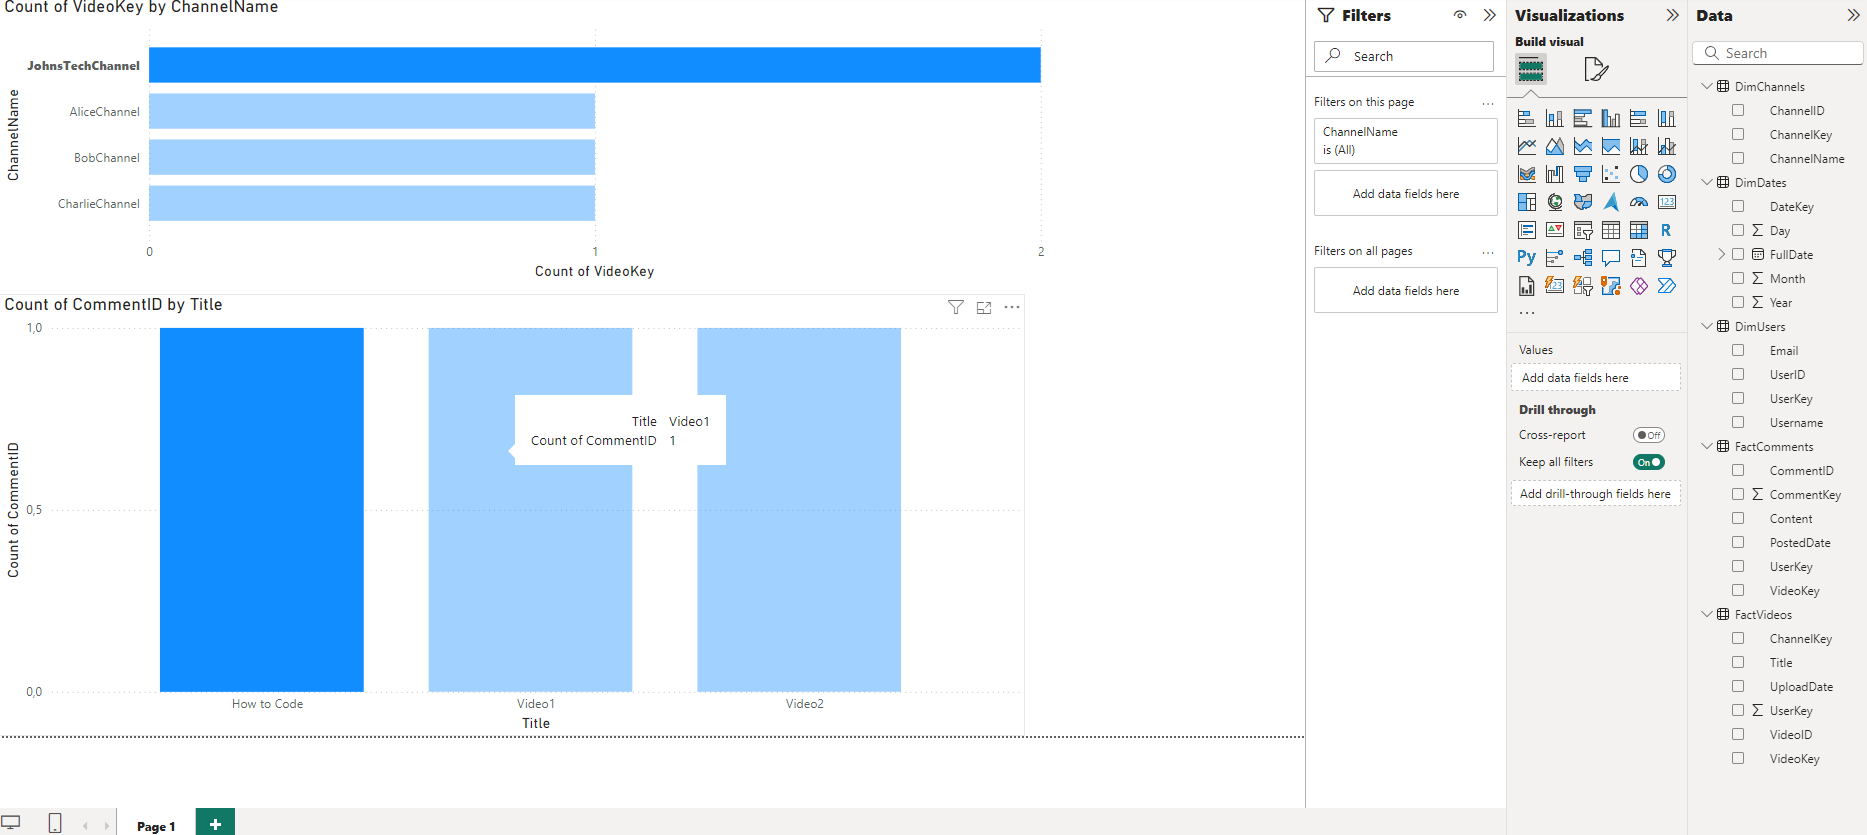 Count of VideoKey by ChannelName
ChannelName
JohnsTechChannel
AliceChannel
BobChannel
CharlieChannel
0
1
2
Count of VideoKey
Count of CommentID by Title
Count of CommentID
1,0
0,5
0,0
Title Video1
Count of CommentID 1
How to Code
Video1
Video2
Title
Page 1
+
Filters
Search
Filters on this page
ChannelName
is (All)
Add data fields here
Filters on all pages
Add data fields here
Visualizations
Build visual
123
R
Py
123
Values
Add data fields here
Drill through
Cross-report
Off
Keep all filters
On
Add drill-through fields here
Data
Search
DimChannels
ChannelID
ChannelKey
ChannelName
DimDates
DateKey
Σ Day
FullDate
Σ Month
Σ Year
DimUsers
Email
UserID
UserKey
Username
FactComments
CommentID
Σ CommentKey
Content
PostedDate
UserKey
VideoKey
FactVideos
ChannelKey
Title
UploadDate
Σ UserKey
VideoID
VideoKey